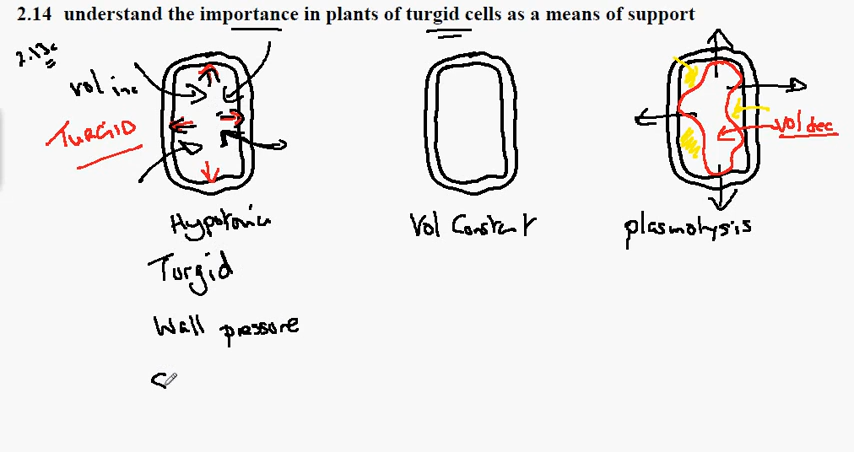 2.14 understand the importance in plants of turgid cells as a means of support
2.13c
vol inc
TURGID
vol dec
Hypotonic
Vol Constant
plasmolysis
Turgid
Wall pressure